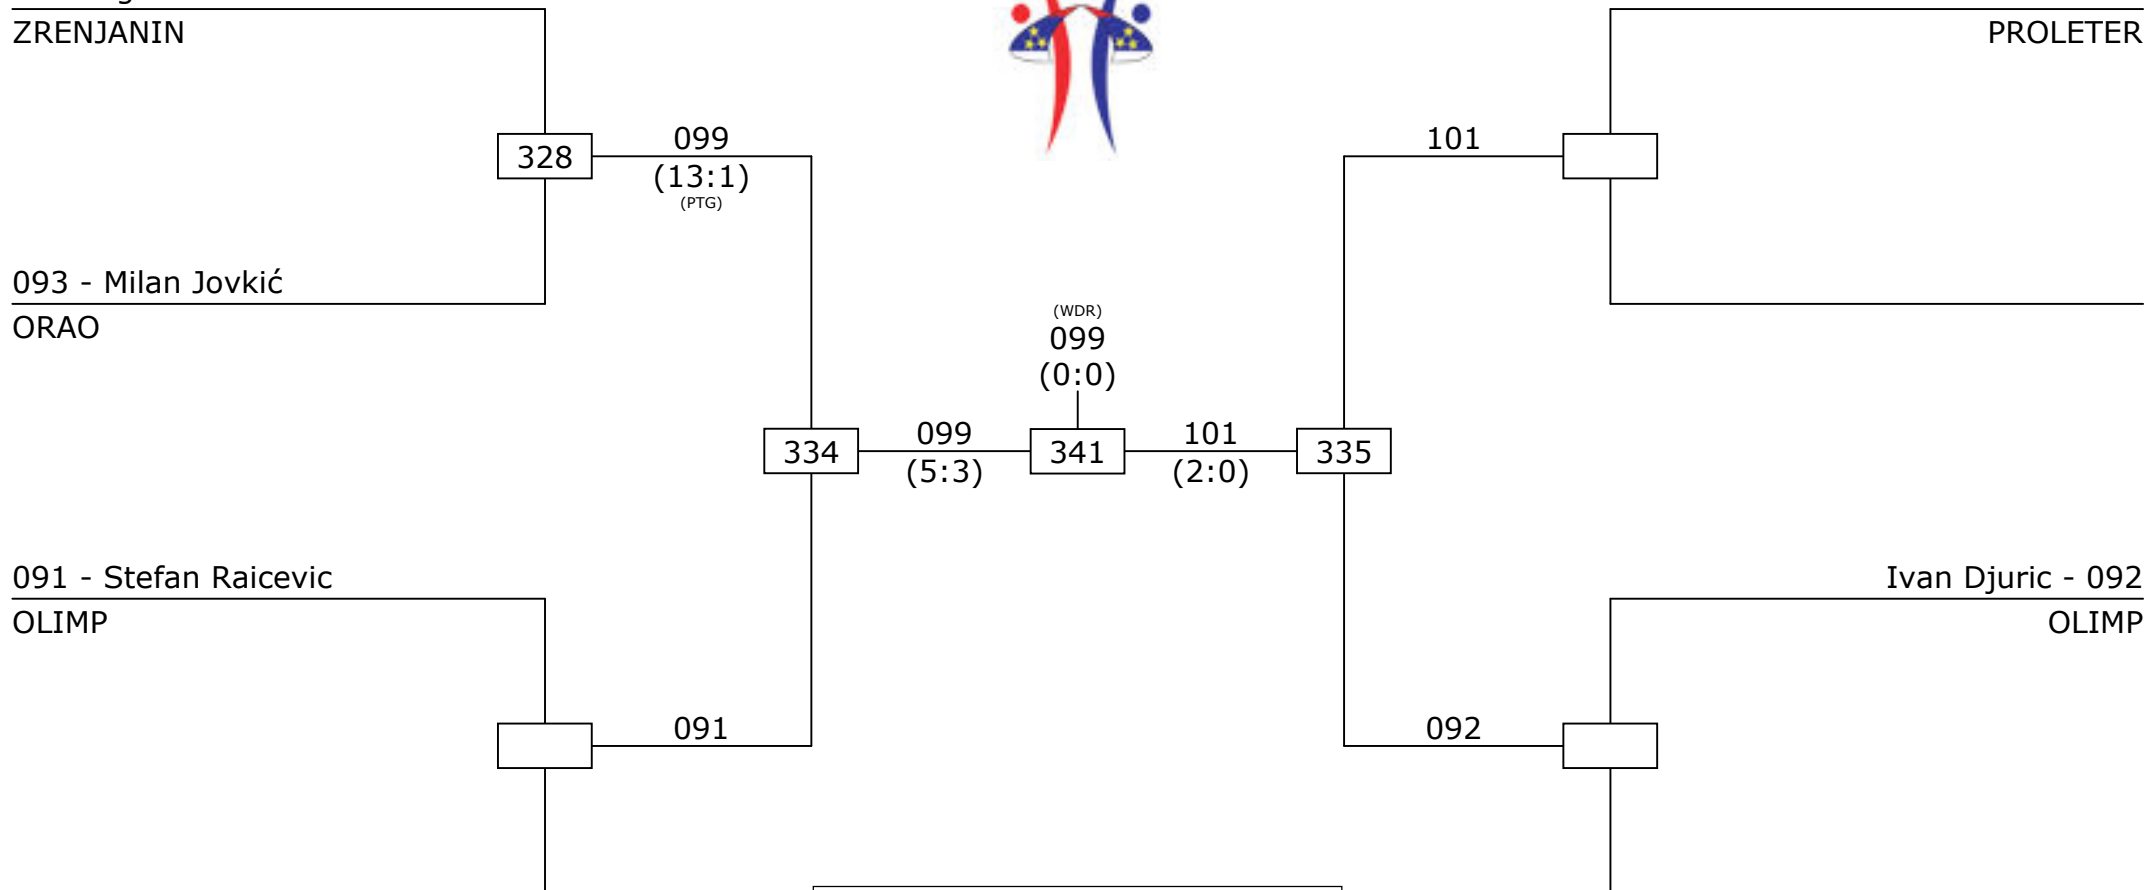 ZRENJANIN
PROLETER
328
099
(13:1)
(PTG)
101
093 - Milan Jovkić
ORAO
(WDR)
099
(0:0)
334
099
(5:3)
341
101
(2:0)
335
091 - Stefan Raicevic
OLIMP
Ivan Djuric - 092
OLIMP
091
092